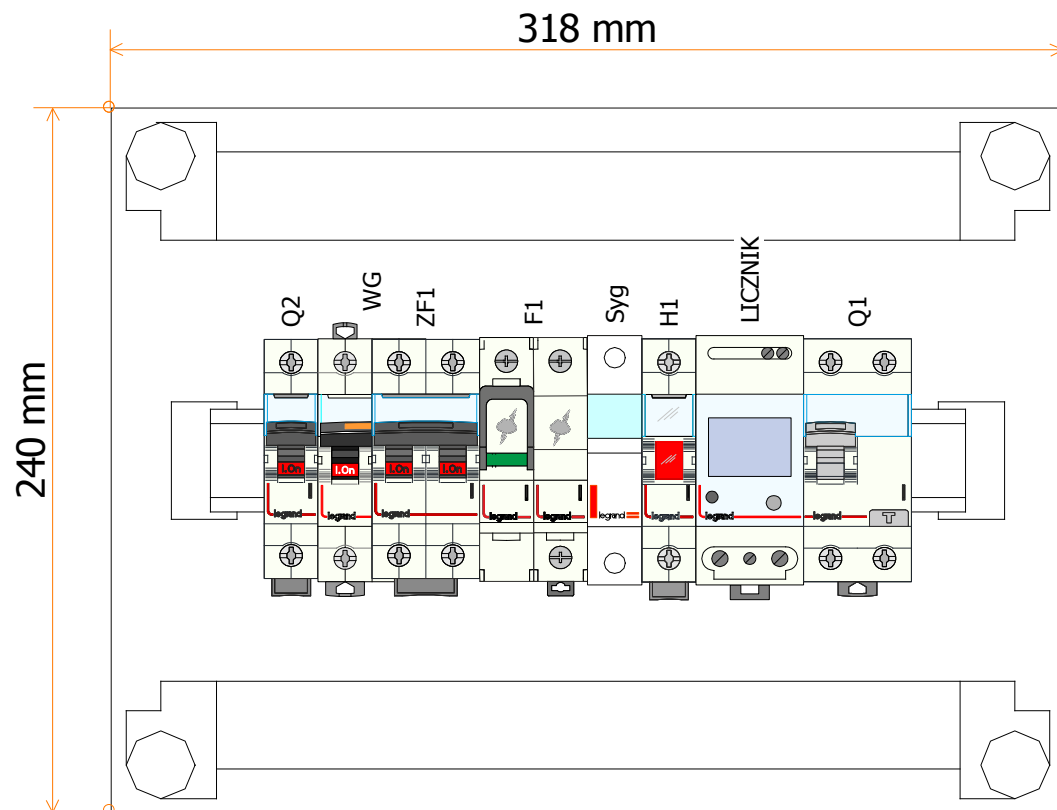 318 mm
240 mm
Q2
WG
ZF1
F1
Syg
H1
LICZNIK
Q1
I.On
I.On
I.On
I.On
legrand
legrand
legrand
legrand
legrand
legrand
legrand
legrand
legrand
T